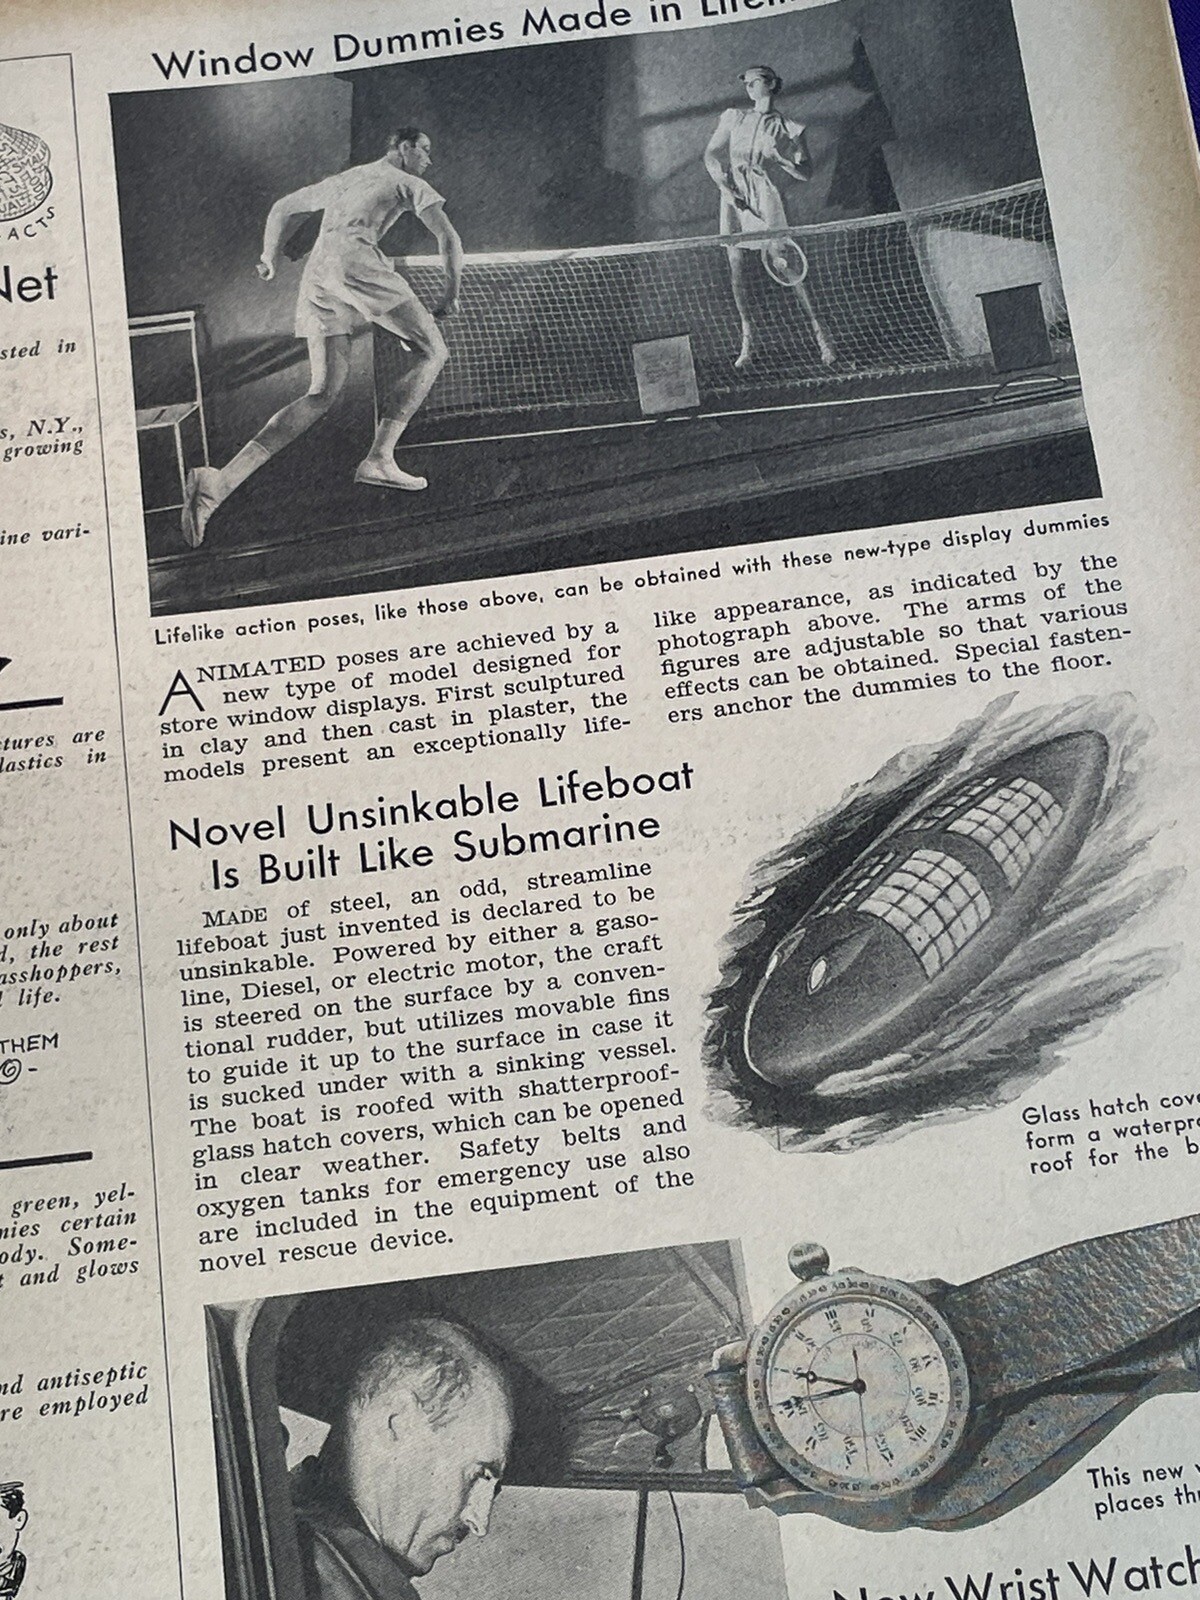 ACTS
Net
sted in
s, N.Y.,
growing
ine vari-
tures are
lastics in
only about
d, the rest
asshoppers,
l life.
THEM
green, yel-
nies certain
ody. Some-
t and glows
nd antiseptic
re employed
Window Dummies Made in
Lifelike action poses, like those above, can be obtained with these new-type display dummies
ANIMATED poses are achieved by a
new type of model designed for
store window displays. First sculptured
in clay and then cast in plaster, the
models present an exceptionally life-
like appearance, as indicated by the
photograph above. The arms of the
figures are adjustable so that various
effects can be obtained. Special fasten-
ers anchor the dummies to the floor.
Novel Unsinkable Lifeboat
Is Built Like Submarine
MADE of steel, an odd, streamline
lifeboat just invented is declared to be
unsinkable. Powered by either a gaso-
line, Diesel, or electric motor, the craft
is steered on the surface by a conven-
tional rudder, but utilizes movable fins
to guide it up to the surface in case it
is sucked under with a sinking vessel.
The boat is roofed with shatterproof-
glass hatch covers, which can be opened
in clear weather. Safety belts and
oxygen tanks for emergency use also
are included in the equipment of the
novel rescue device.
Glass hatch cove
form a waterpro
roof for the b
This new
places th
New Wrist Watch